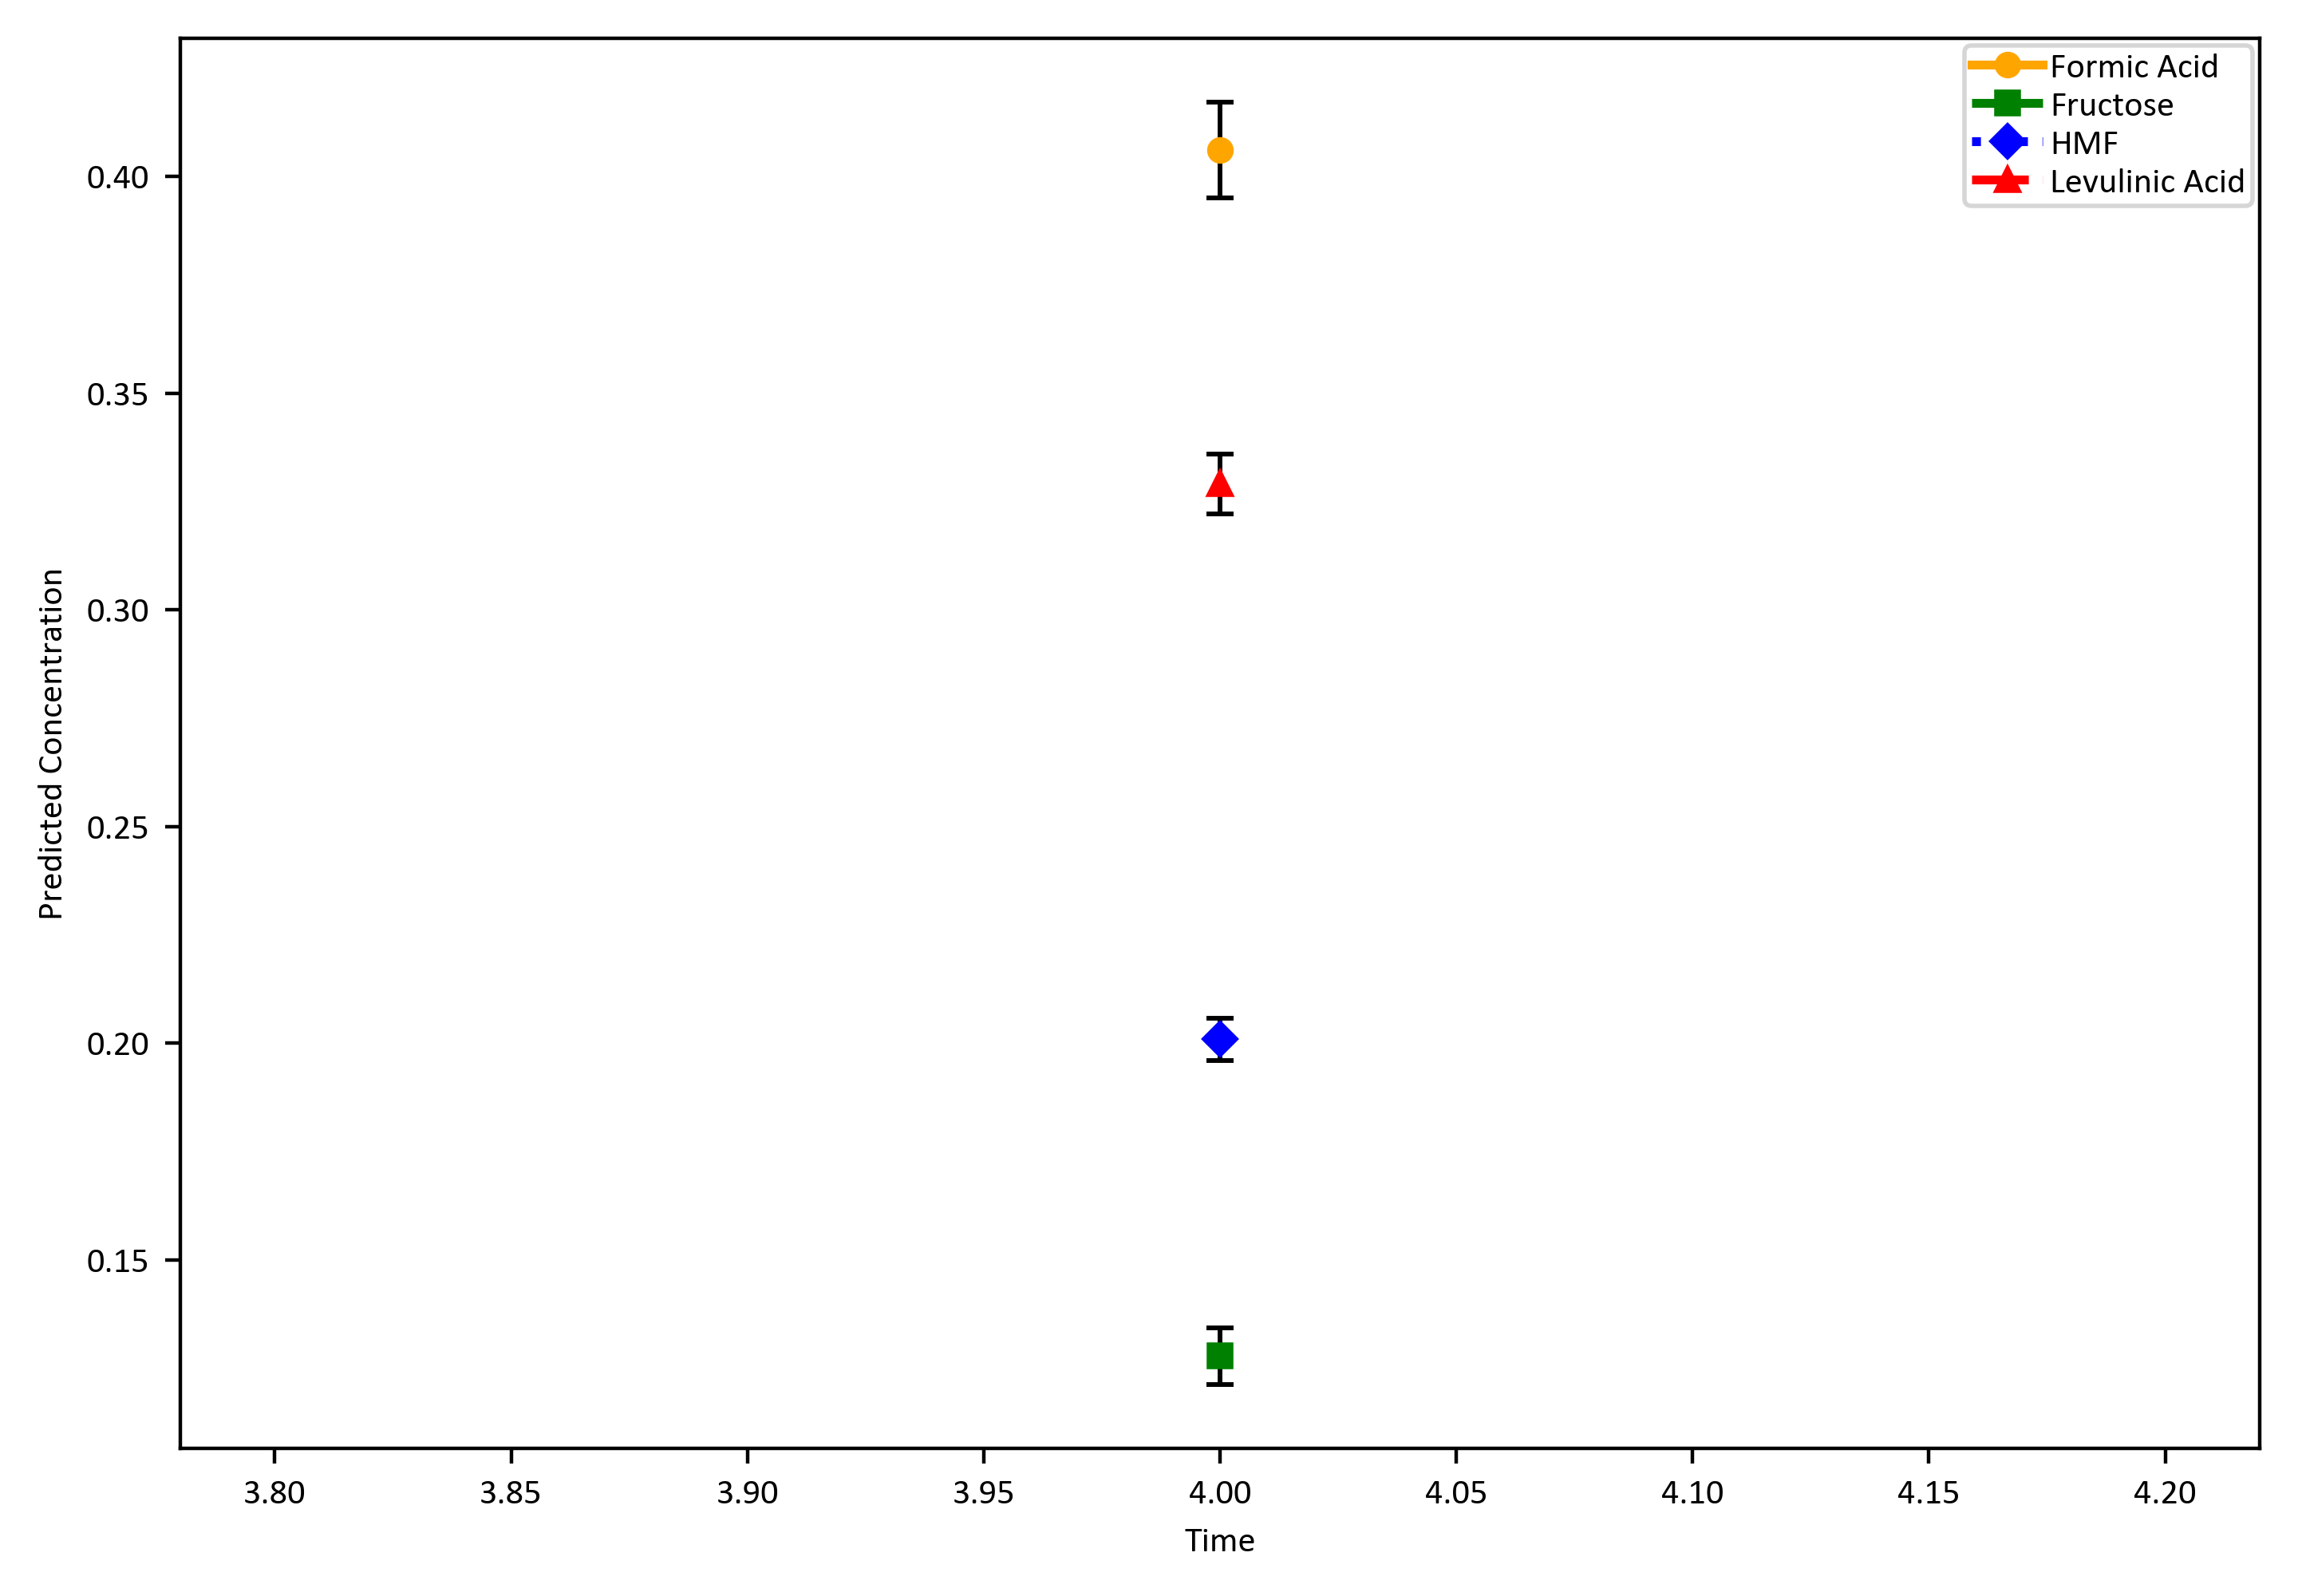 Formic Acid
Fructose
HMF
Levulinic Acid
0.40
0.35
0.30
0.25
0.20
0.15
Predicted Concentration
3.80 3.85 3.90 3.95 4.00 4.05 4.10 4.15 4.20
Time